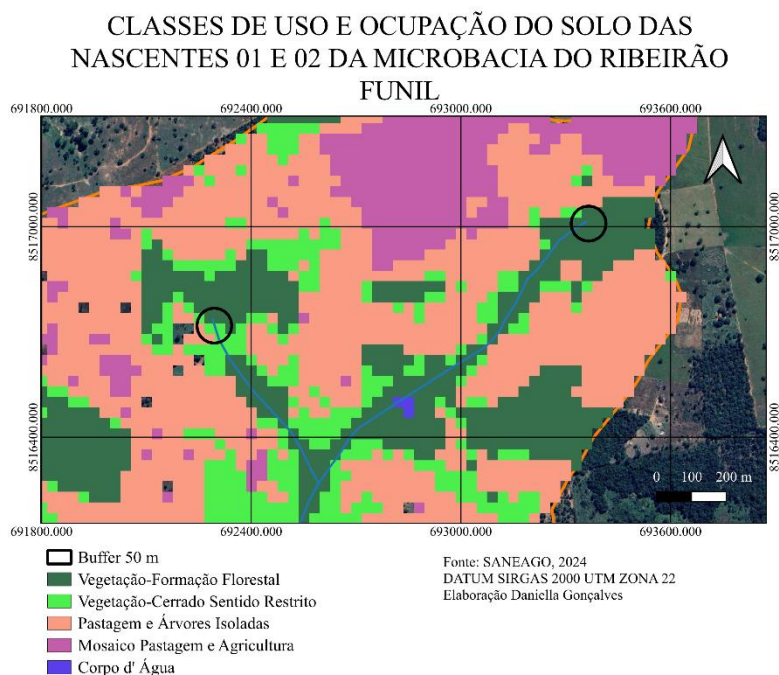 CLASSES DE USO E OCUPAÇÃO DO SOLO DAS
NASCENTES 01 E 02 DA MICROBACIA DO RIBEIRÃO
FUNIL
691800.000
692400.000
693000.000
693600.000
8517000.000
8517000.000
8516400.000
8516400.000
0 100 200 m
691800.000
692400.000
693000.000
693600.000
Buffer 50 m
Vegetação-Formação Florestal
Vegetação-Cerrado Sentido Restrito
Pastagem e Árvores Isoladas
Mosaico Pastagem e Agricultura
Corpo d' Água
Fonte: SANEAGO, 2024
DATUM SIRGAS 2000 UTM ZONA 22
Elaboração Daniella Gonçalves